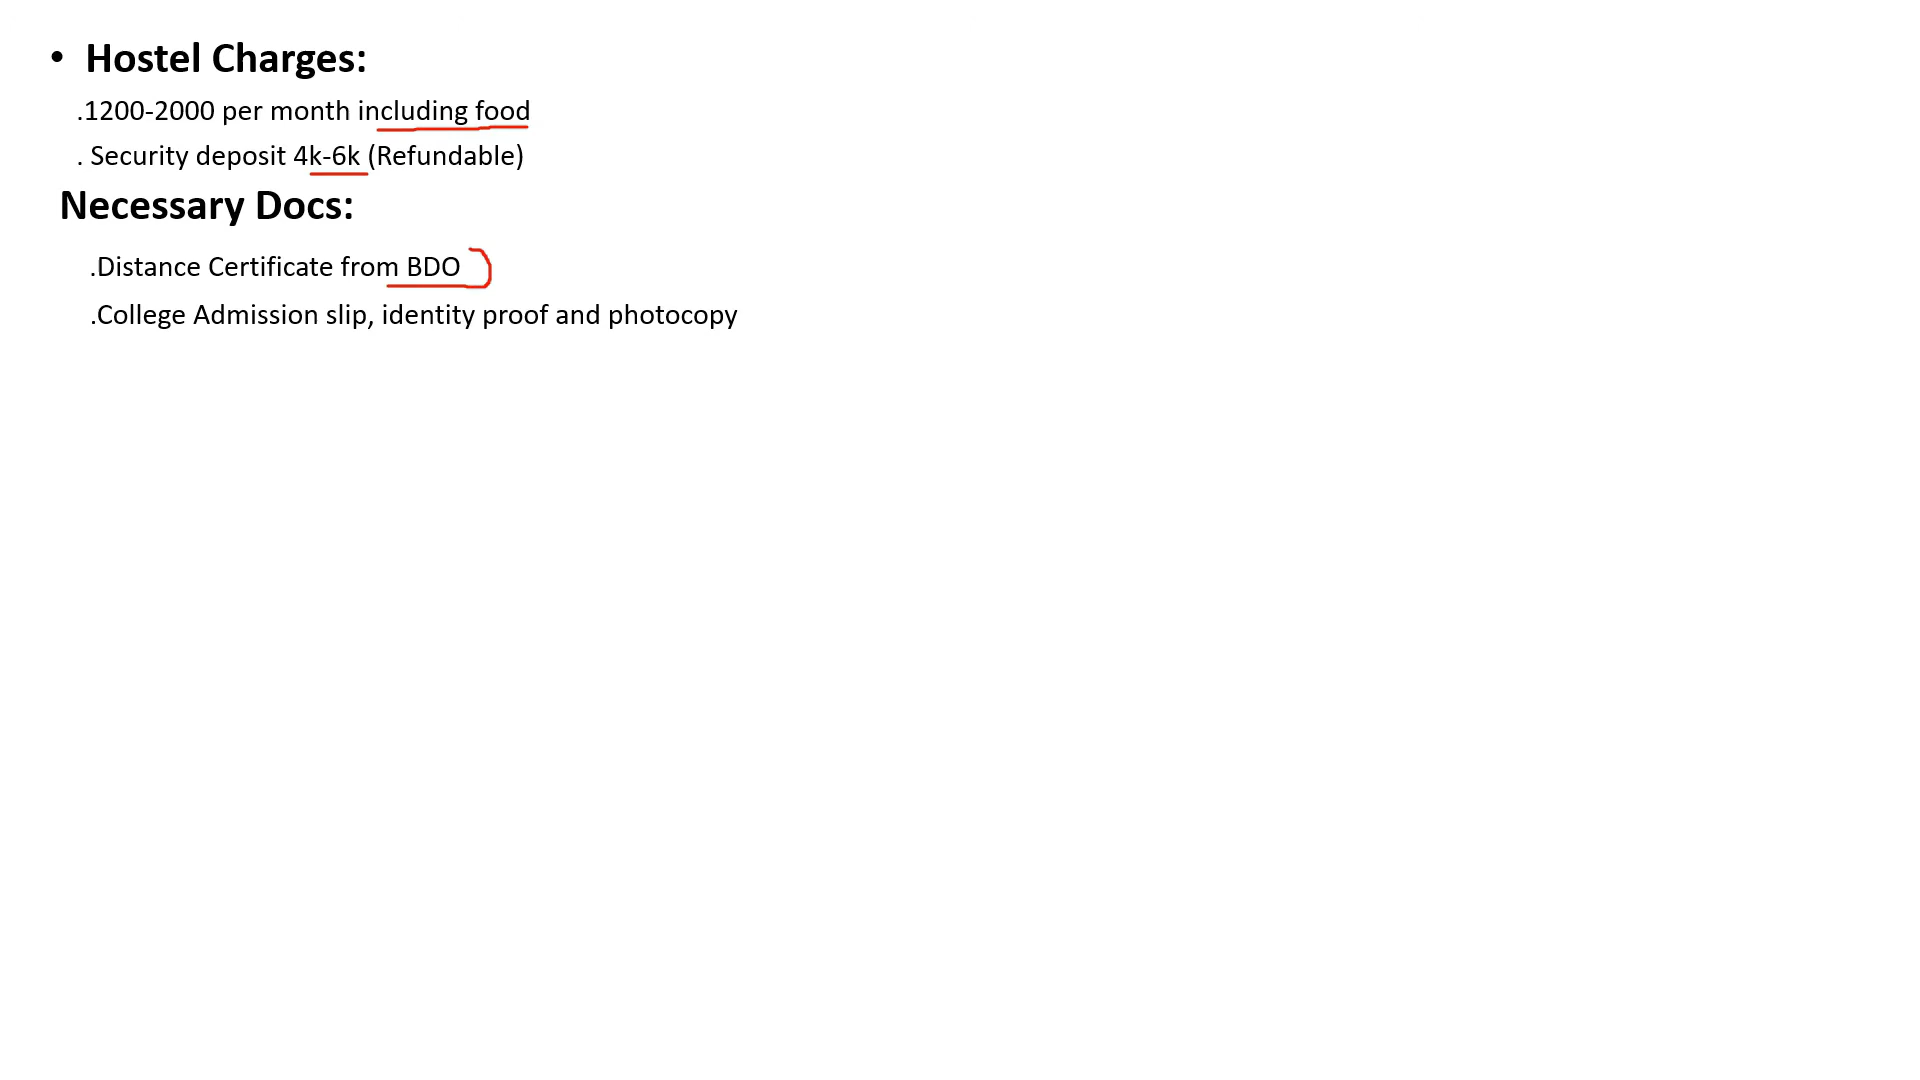 • Hostel Charges:
.1200-2000 per month including food
. Security deposit 4k-6k (Refundable)
Necessary Docs:
.Distance Certificate from BDO
.College Admission slip, identity proof and photocopy